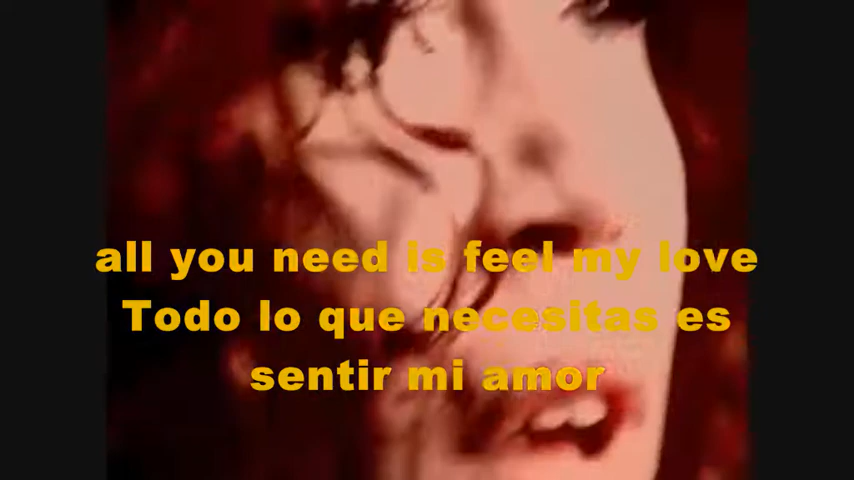 all you need is feel my love
Todo lo que necesitas es
sentir mi amor